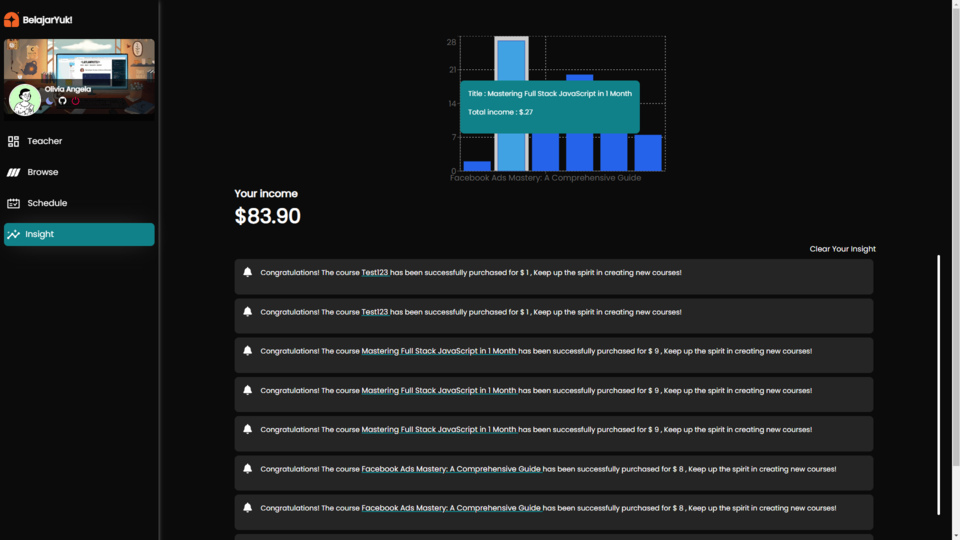 BelajarYuk!
Olivia Angela
Teacher
Browse
Schedule
Insight
28
21
14
7
0
Title : Mastering Full Stack JavaScript in 1 Month
Total income : $.27
Facebook Ads Mastery: A Comprehensive Guide
Your income
$83.90
Clear Your Insight
Congratulations! The course Test123 has been successfully purchased for $ 1 , Keep up the spirit in creating new courses!
Congratulations! The course Test123 has been successfully purchased for $ 1 , Keep up the spirit in creating new courses!
Congratulations! The course Mastering Full Stack JavaScript in 1 Month has been successfully purchased for $ 9 , Keep up the spirit in creating new courses!
Congratulations! The course Mastering Full Stack JavaScript in 1 Month has been successfully purchased for $ 9 , Keep up the spirit in creating new courses!
Congratulations! The course Mastering Full Stack JavaScript in 1 Month has been successfully purchased for $ 9 , Keep up the spirit in creating new courses!
Congratulations! The course Facebook Ads Mastery: A Comprehensive Guide has been successfully purchased for $ 8 , Keep up the spirit in creating new courses!
Congratulations! The course Facebook Ads Mastery: A Comprehensive Guide has been successfully purchased for $ 8 , Keep up the spirit in creating new courses!